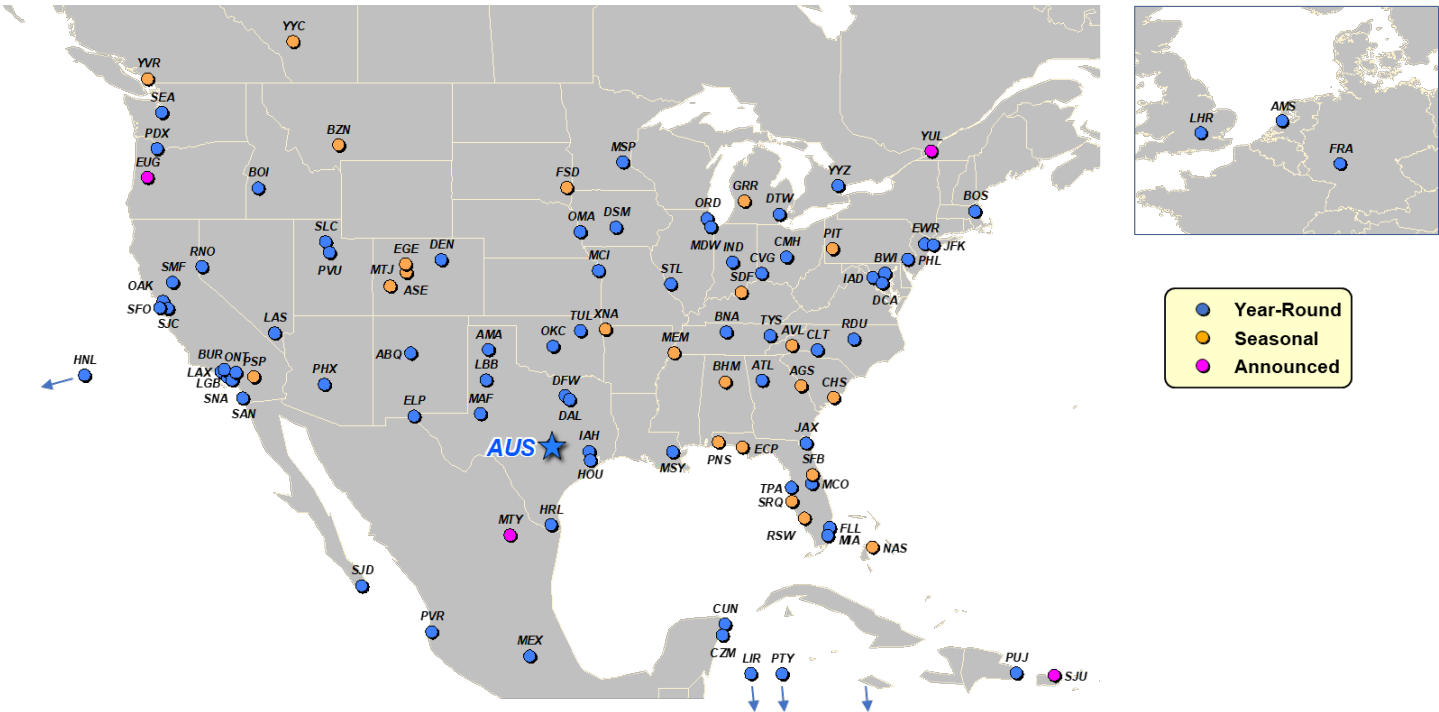 YYC
YVR
SEA
PDX
EUG
BZN
BOI
MSP
FSD
OMA
DSM
GRR
ORD
DTW
MDW
YYZ
YUL
BOS
EWR
JFK
PHL
LHR
AMS
FRA
SLC
PVU
RNO
SMF
OAK
SFO
SJC
EGE
DEN
MTJ
ASE
MCI
STL
IND
CMH
CVG
SDF
PIT
IAD
BWI
DCA
LAS
HNL
BUR
ONT
PSP
LAX
LGB
SNA
SAN
PHX
ABQ
AMA
LBB
MAF
ELP
OKC
TUL
XNA
DFW
DAL
MEM
BNA
TYS
AVL
CLT
RDU
BHM
ATL
AGS
CHS
AUS
IAH
HOU
MSY
PNS
ECP
JAX
SFB
MCO
TPA
SRQ
RSW
FLL
MIA
NAS
MTY
HRL
SJD
PVR
MEX
CUN
CZM
LIR
PTY
PUJ
SJU
Year-Round
Seasonal
Announced